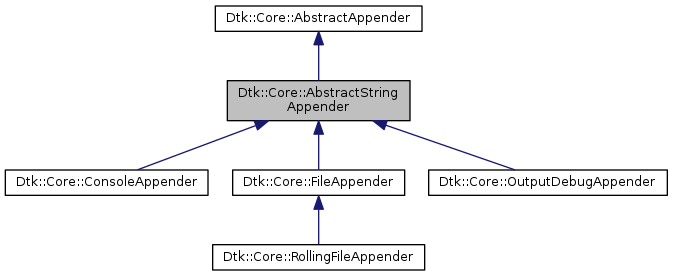 Dtk::Core::AbstractAppender
Dtk::Core::AbstractString
Appender
Dtk::Core::ConsoleAppender
Dtk::Core::FileAppender
Dtk::Core::OutputDebugAppender
Dtk::Core::RollingFileAppender